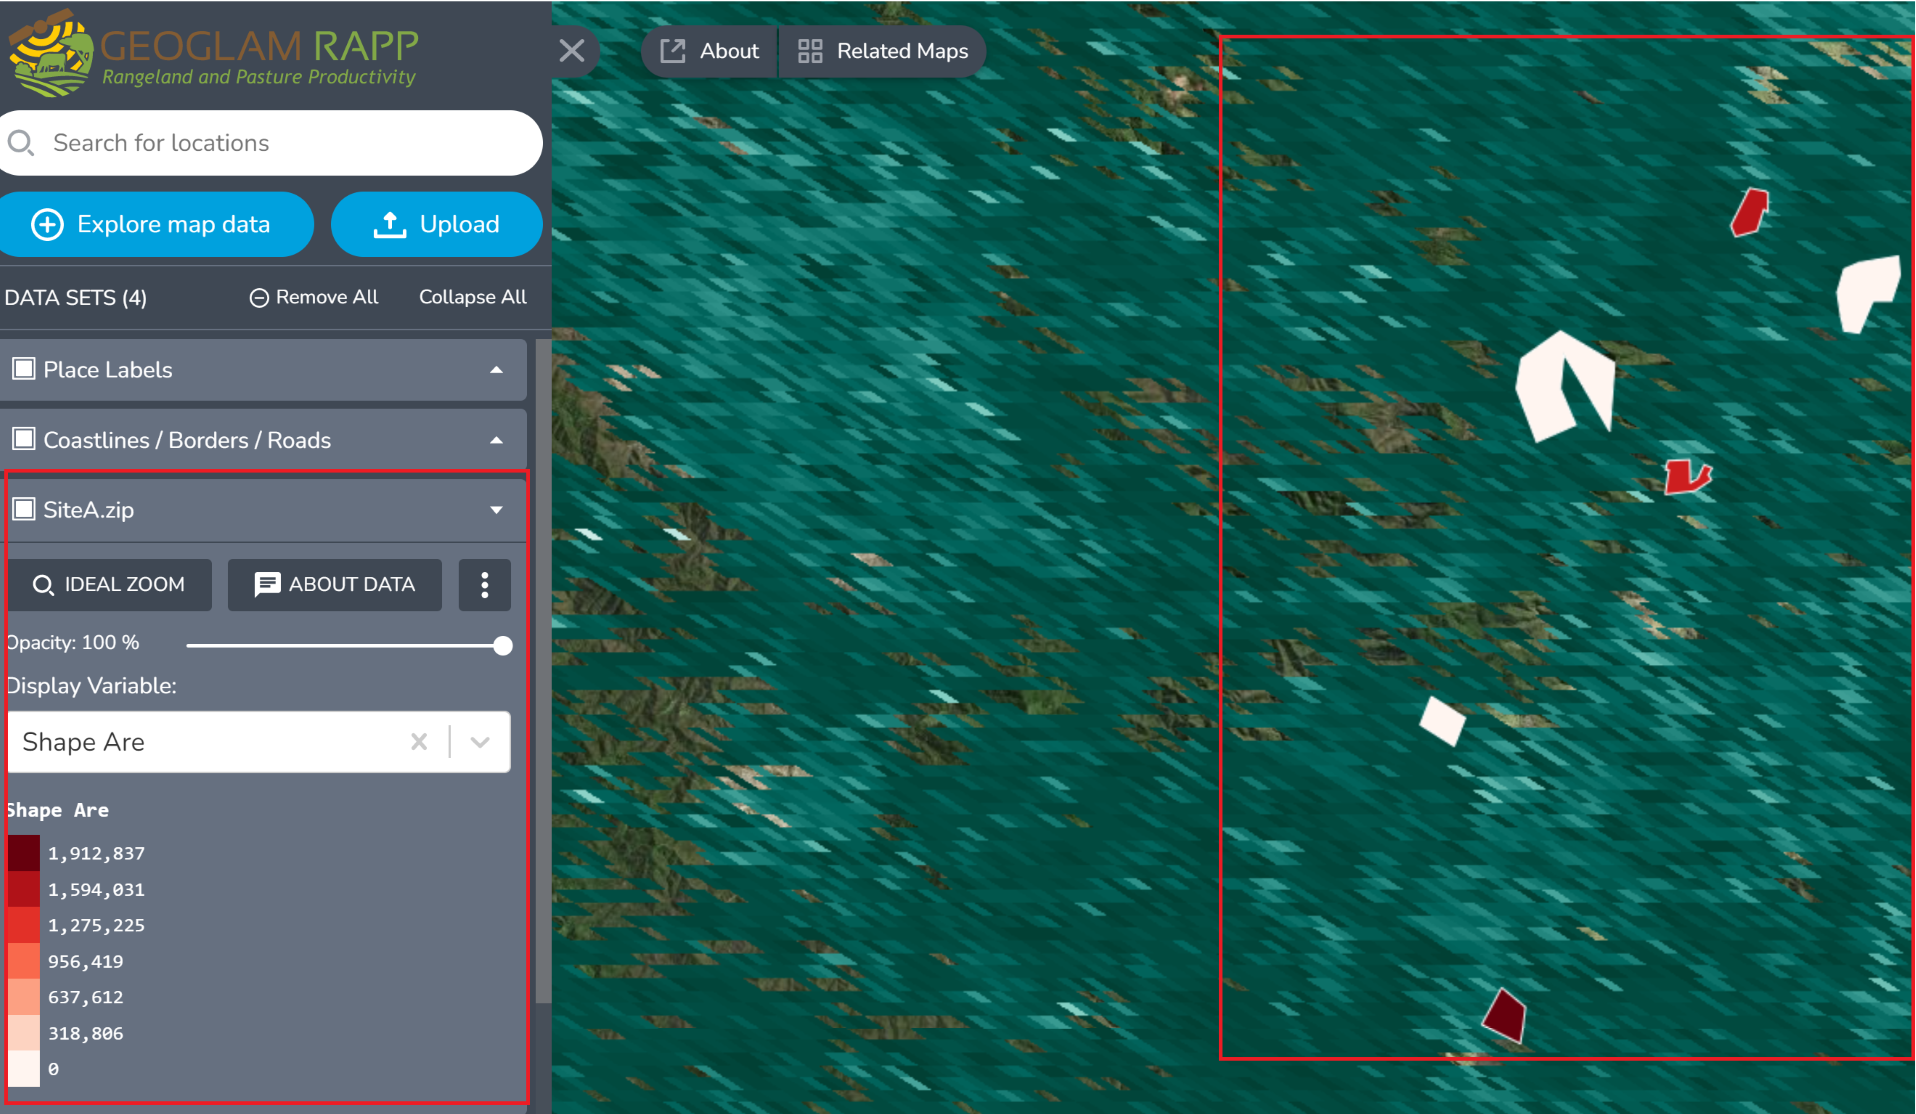 GEOGLAM RAPP
Rangeland and Pasture Productivity
About
Related Maps
Search for locations
Explore map data
Upload
DATA SETS (4)
Remove All
Collapse All
Place Labels
Coastlines / Borders / Roads
SiteA.zip
IDEAL ZOOM
ABOUT DATA
Opacity: 100 %
Display Variable:
Shape Are
Shape Are
1,912,837
1,594,031
1,275,225
956,419
637,612
318,806
0